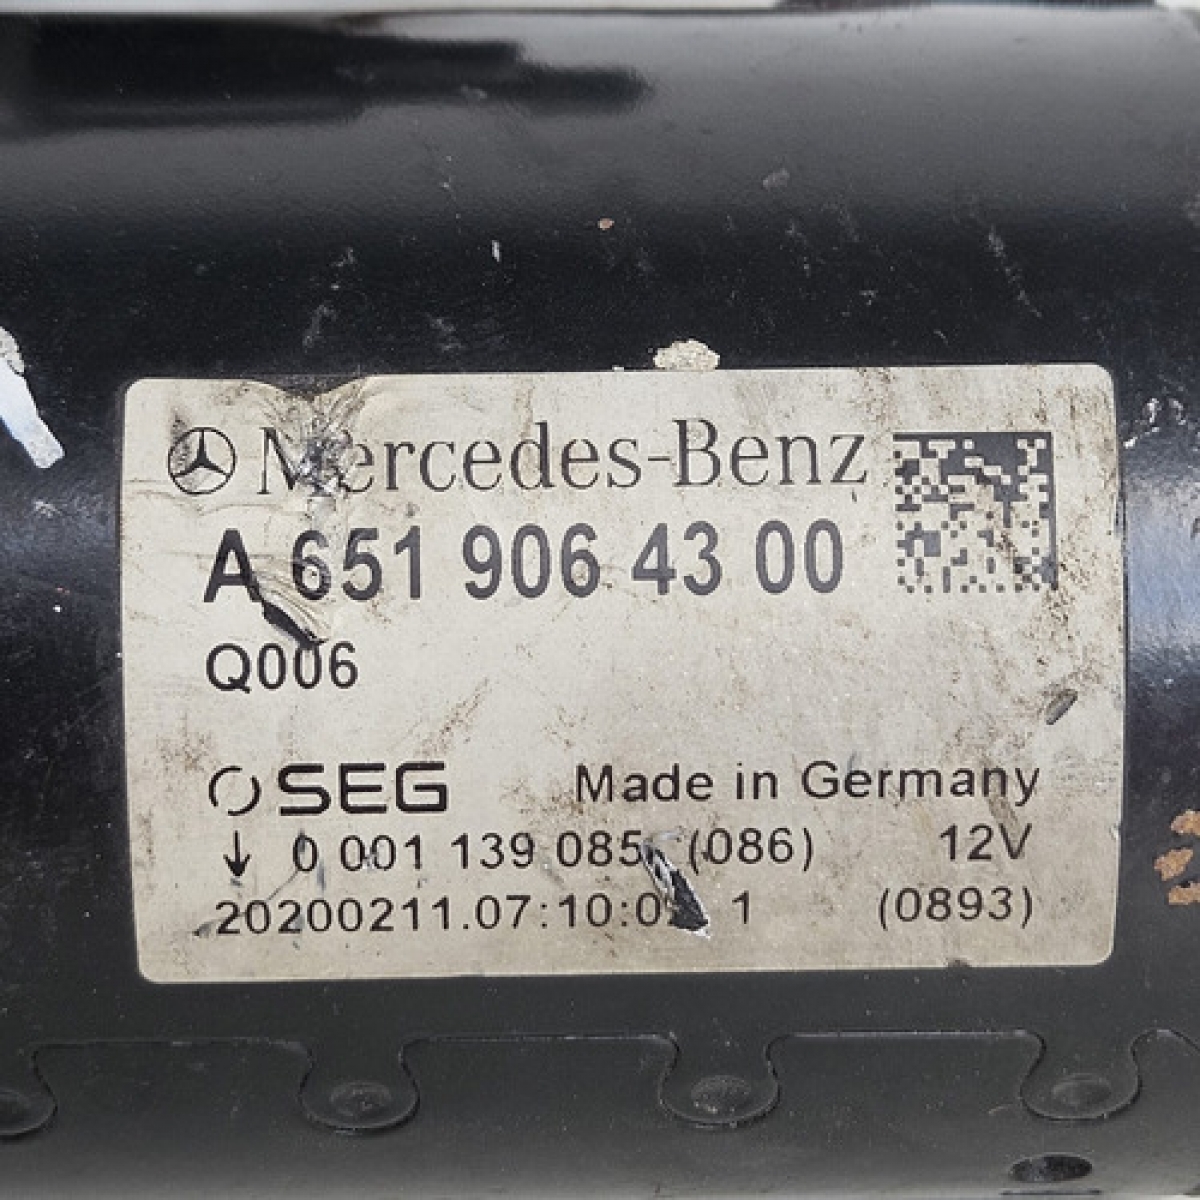 Mercedes-Benz
A 651 906 43 00
Q006
SEG Made in Germany
0 001 139 085 (086) 12V
20200211.07:10:0 1 (0893)